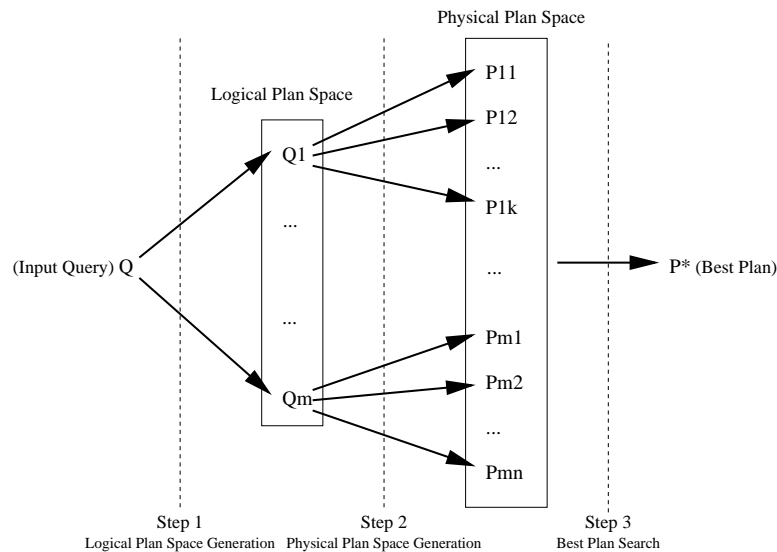 Physical Plan Space
Logical Plan Space
P11
P12
...
P1k
...
Pm1
Pm2
...
Pmn
Q1
...
...
Qm
(Input Query) Q
P* (Best Plan)
Step 1
Logical Plan Space Generation
Step 2
Physical Plan Space Generation
Step 3
Best Plan Search